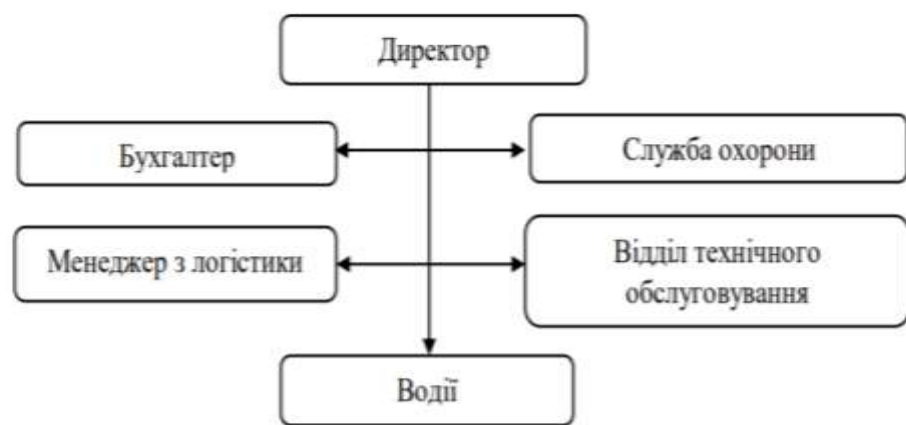 Директор
Бухгалтер
Служба охорони
Менеджер з логістики
Відділ технічного
обслуговування
Водії